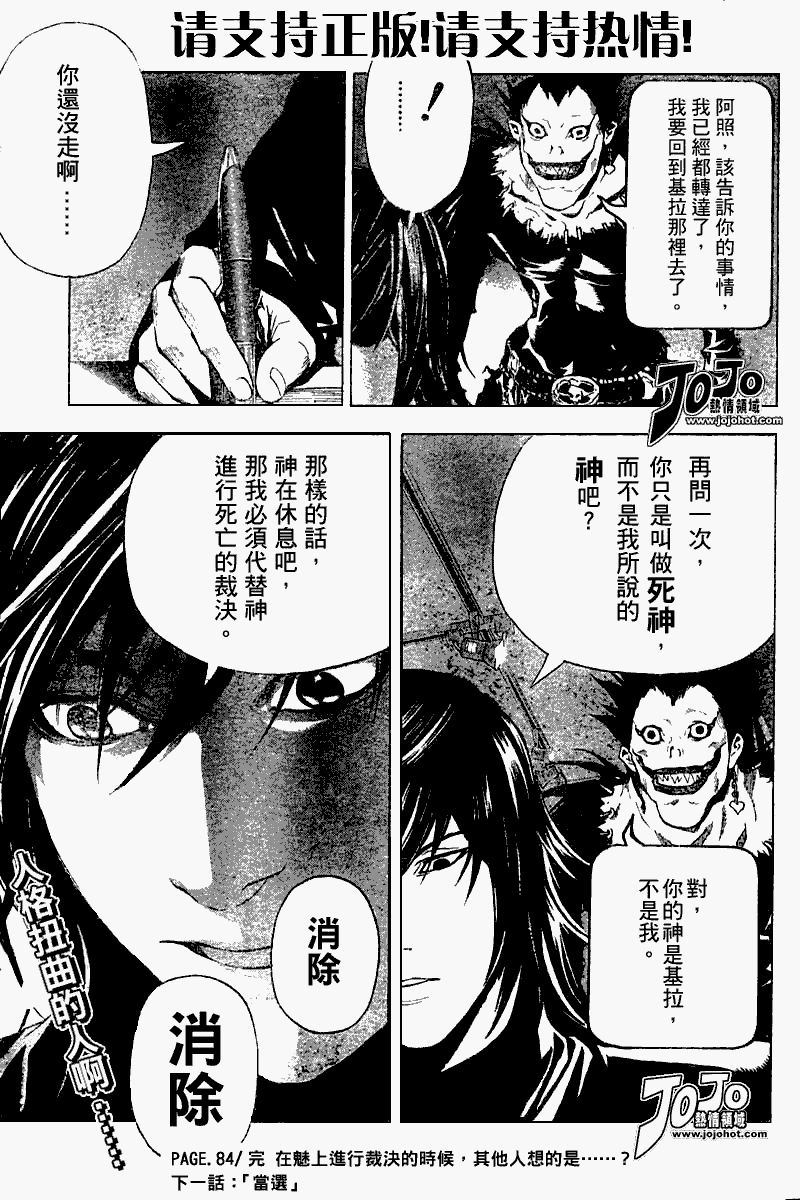 请支持正版!请支持热情!
阿照，該告訴你的事情，
我已經都轉達了，
我要回到基拉那裡去了。
……！
你還沒走啊……
JOJO
熱情領域
www.jojohot.com
再問一次，
你只是叫做死神，
而不是我所說的
神吧？
對，
你的神是基拉，
不是我。
那樣的話，
神在休息吧，
那我必須代替神
進行死亡的裁決。
消除
消除
人格扭曲的人啊…………
JOJO
熱情領域
www.jojohot.com
PAGE.84/完 在魅上進行裁決的時候，其他人想的是……？
下一話：「當選」